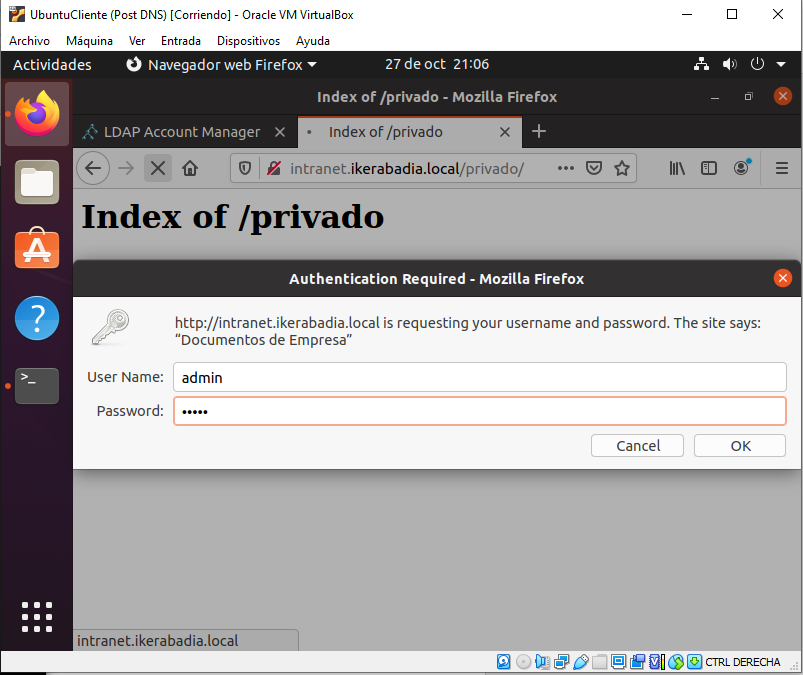 UbuntuCliente (Post DNS) [Corriendo] - Oracle VM VirtualBox
Archivo Máquina Ver Entrada Dispositivos Ayuda
Actividades Navegador web Firefox 27 de oct 21:06
Index of /privado - Mozilla Firefox
LDAP Account Manager Index of /privado
intranet.ikerabadia.local/privado/
Index of /privado
Authentication Required - Mozilla Firefox
http://intranet.ikerabadia.local is requesting your username and password. The site says:
“Documentos de Empresa”
User Name: admin
Password: •••••
Cancel OK
intranet.ikerabadia.local
CTRL DERECHA